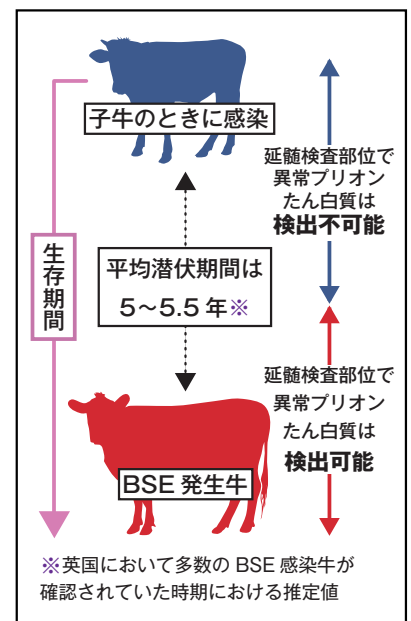 子牛のときに感染
延髄検査部位で
異常プリオン
たん白質は
検出不可能
生存期間
平均潜伏期間は
5～5.5年※
延髄検査部位で
異常プリオン
たん白質は
検出可能
BSE 発生牛
※英国において多数の BSE 感染牛が
確認されていた時期における推定値